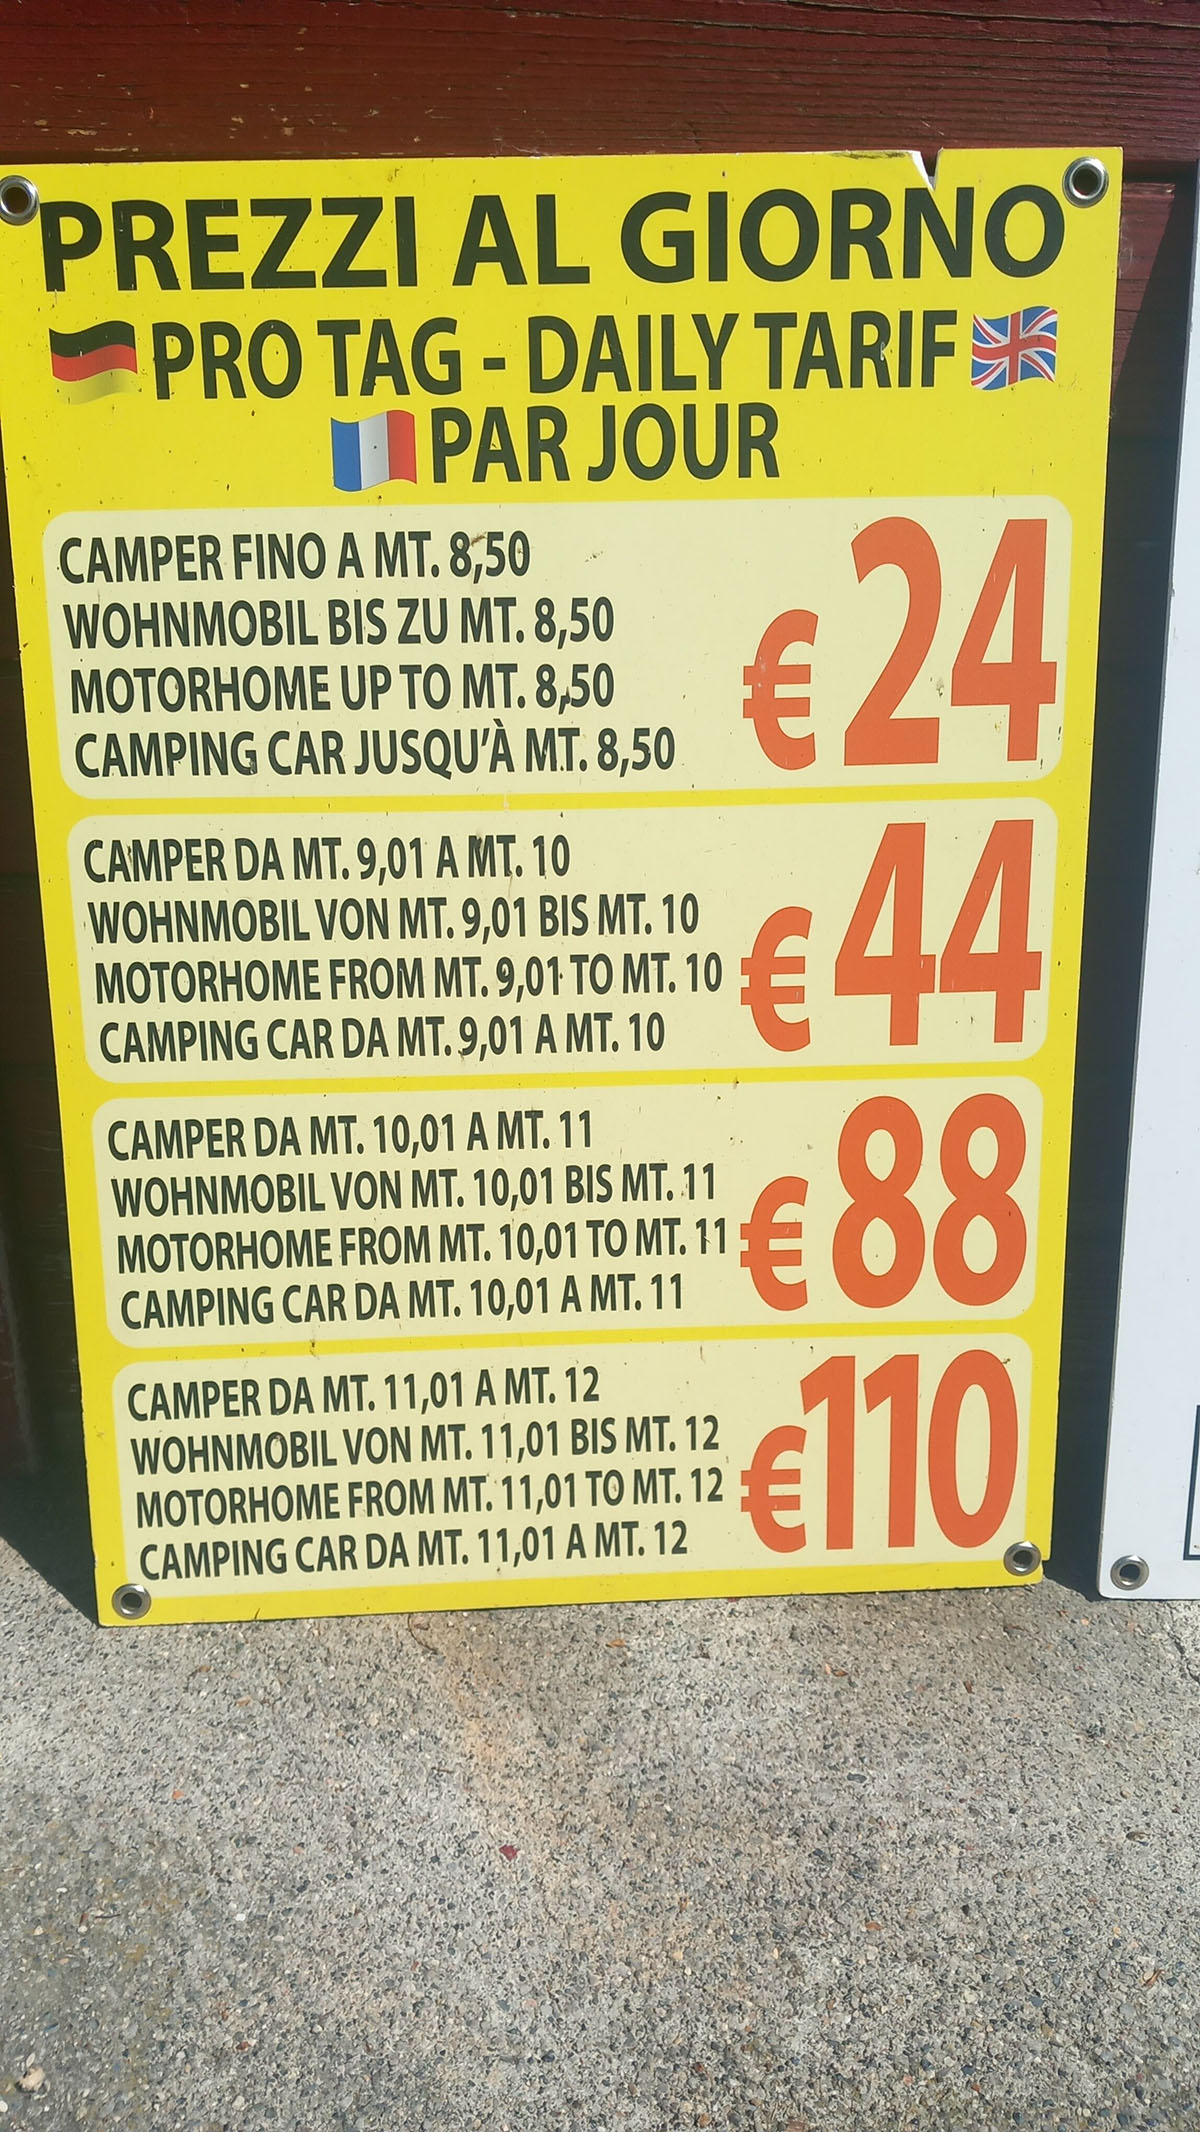 PREZZI AL GIORNO
PRO TAG - DAILY TARIF
PAR JOUR
CAMPER FINO A MT. 8,50
WOHNMOBIL BIS ZU MT. 8,50
MOTORHOME UP TO MT. 8,50
CAMPING CAR JUSQU'À MT. 8,50
€ 24
CAMPER DA MT. 9,01 A MT. 10
WOHNMOBIL VON MT. 9,01 BIS MT. 10
MOTORHOME FROM MT. 9,01 TO MT. 10
CAMPING CAR DA MT. 9,01 A MT. 10
€ 44
CAMPER DA MT. 10,01 A MT. 11
WOHNMOBIL VON MT. 10,01 BIS MT. 11
MOTORHOME FROM MT. 10,01 TO MT. 11
CAMPING CAR DA MT. 10,01 A MT. 11
€ 88
CAMPER DA MT. 11,01 A MT. 12
WOHNMOBIL VON MT. 11,01 BIS MT. 12
MOTORHOME FROM MT. 11,01 TO MT. 12
CAMPING CAR DA MT. 11,01 A MT. 12
€ 110